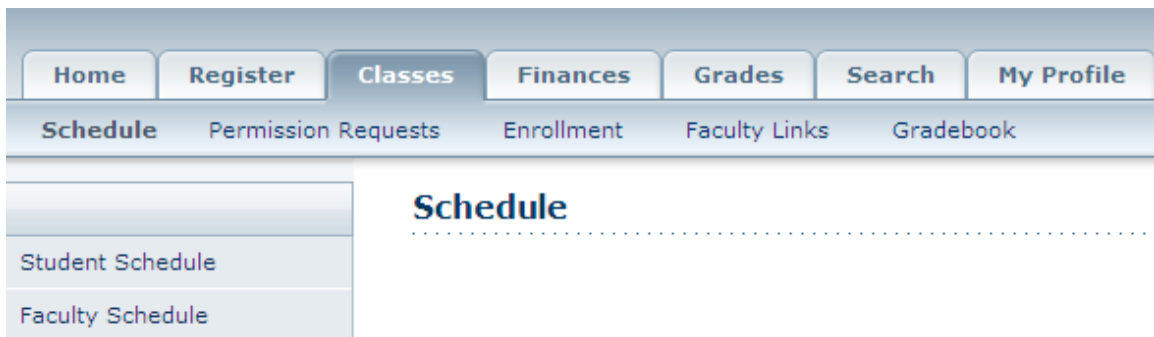 Home Register Classes Finances Grades Search My Profile
Schedule Permission Requests Enrollment Faculty Links Gradebook
Schedule
Student Schedule
Faculty Schedule